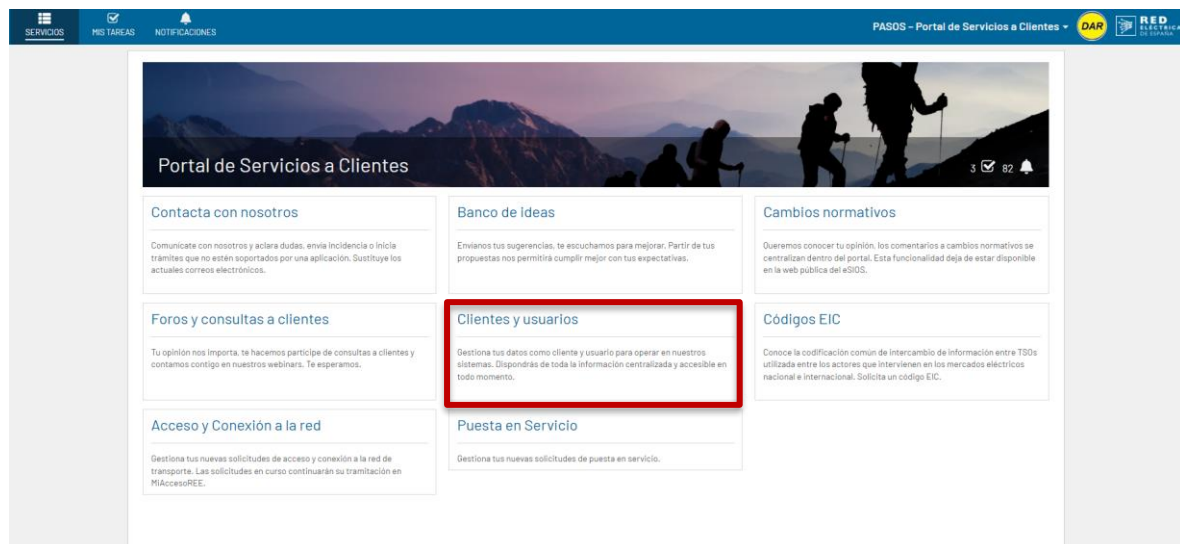 SERVICIOS
MIS TAREAS
NOTIFICACIONES
PASOS – Portal de Servicios a Clientes
DAR
RED
ELÉCTRICA
DE ESPAÑA
Portal de Servicios a Clientes
3
82
Contacta con nosotros
Comunícate con nosotros y aclara dudas, envía incidencia o inicia
trámites que no estén soportados por una aplicación. Sustituye los
actuales correos electrónicos.
Banco de ideas
Envíanos tus sugerencias, te escuchamos para mejorar. Partir de tus
propuestas nos permitirá cumplir mejor con tus expectativas.
Cambios normativos
Queremos conocer tu opinión, los comentarios a cambios normativos se
centralizan dentro del portal. Esta funcionalidad deja de estar disponible
en la web pública del eSIOS.
Foros y consultas a clientes
Tu opinión nos importa, te hacemos partícipe de consultas a clientes y
contamos contigo en nuestros webinars. Te esperamos.
Clientes y usuarios
Gestiona tus datos como cliente y usuario para operar en nuestros
sistemas. Dispondrás de toda la información centralizada y accesible en
todo momento.
Códigos EIC
Conoce la codificación común de intercambio de información entre TSOs
utilizada entre los actores que intervienen en los mercados eléctricos
nacional e internacional. Solicita un código EIC.
Acceso y Conexión a la red
Gestiona tus nuevas solicitudes de acceso y conexión a la red de
transporte. Las solicitudes en curso continuarán su tramitación en
MiAccesoREE.
Puesta en Servicio
Gestiona tus nuevas solicitudes de puesta en servicio.